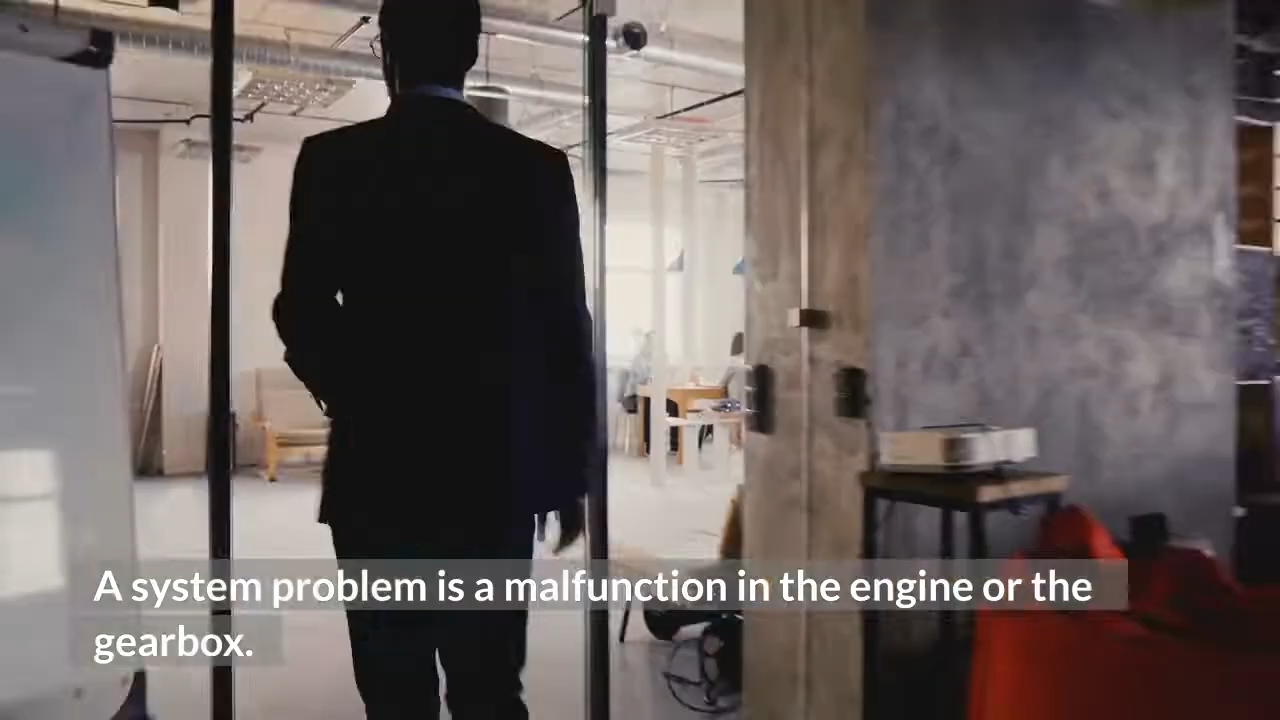 A system problem is a malfunction in the engine or the
gearbox.